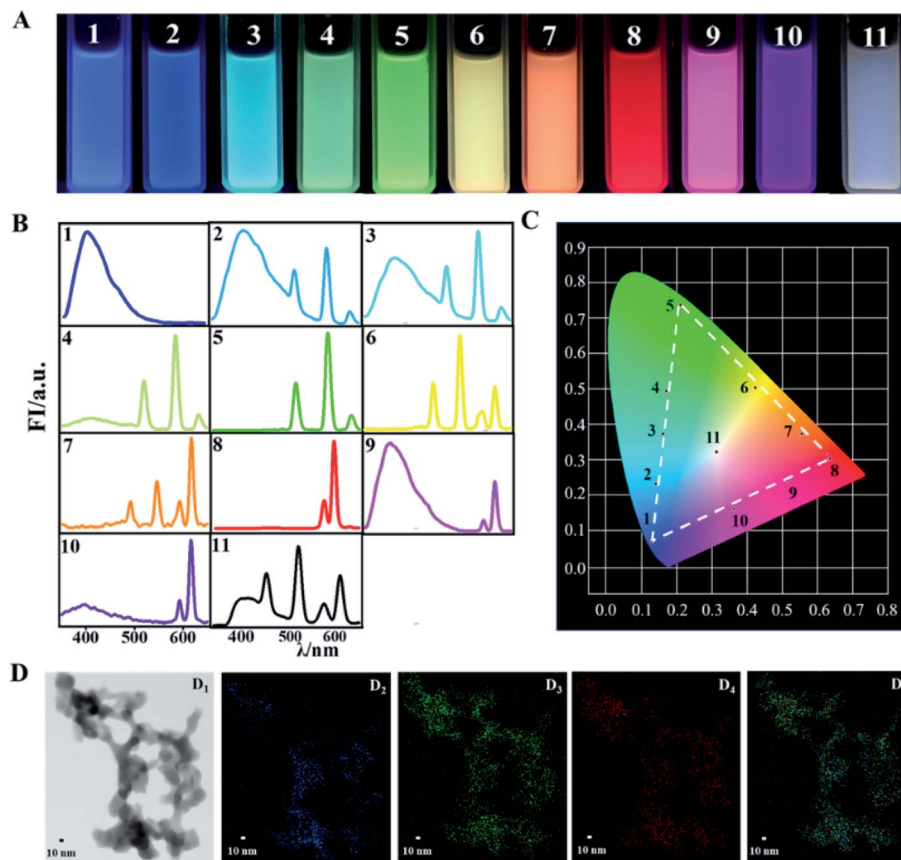 A
1 2 3 4 5 6 7 8 9 10 11
B
1 2 3
4 5 6
7 8 9
10 11
FI/a.u.
400 500 600 400 500 600
λ/nm
C
0.9
0.8
0.7
0.6
0.5
0.4
0.3
0.2
0.1
0.0
5
4 6
3 7
11
2 8
9
1 10
0.0 0.1 0.2 0.3 0.4 0.5 0.6 0.7 0.8
D
D1 D2 D3 D4 D
10 nm 10 nm 10 nm 10 nm 10 nm